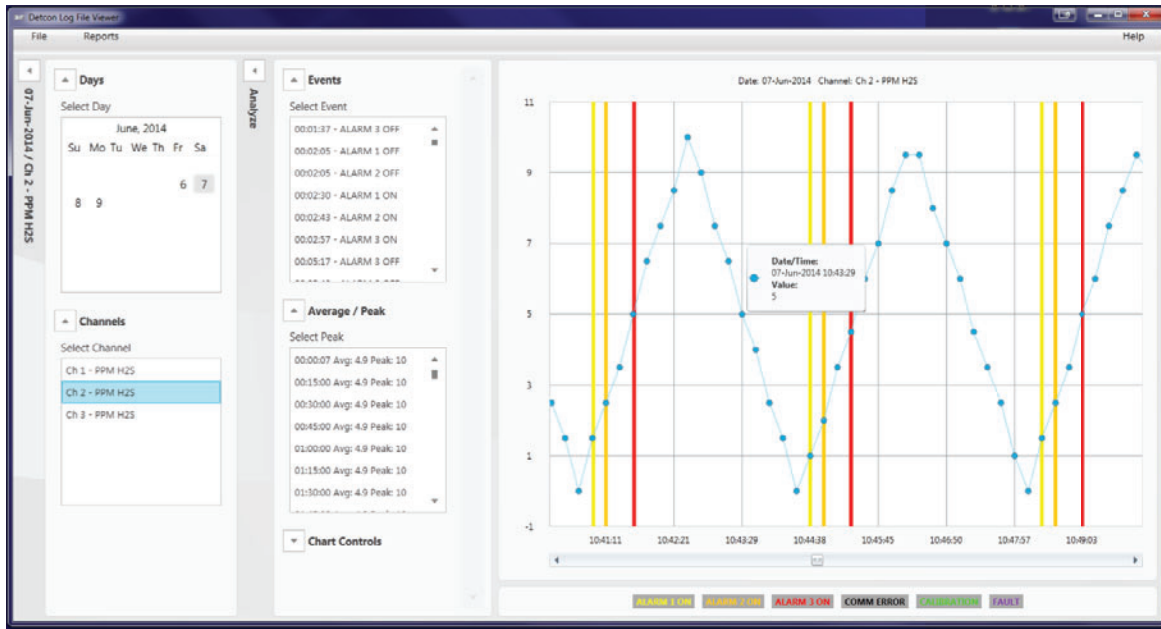 Detcon Log File Viewer
File Reports Help
07-Jun-2014 / Ch 2 - PPM H2S
Days
Select Day
June, 2014
Su Mo Tu We Th Fr Sa
6 7
8 9
Channels
Select Channel
Ch 1 - PPM H2S
Ch 2 - PPM H2S
Ch 3 - PPM H2S
Analyze
Events
Select Event
00:01:37 - ALARM 3 OFF
00:02:05 - ALARM 1 OFF
00:02:05 - ALARM 2 OFF
00:02:30 - ALARM 1 ON
00:02:43 - ALARM 2 ON
00:02:57 - ALARM 3 ON
00:05:17 - ALARM 3 OFF
Average / Peak
Select Peak
00:00:07 Avg: 4.9 Peak: 10
00:15:00 Avg: 4.9 Peak: 10
00:30:00 Avg: 4.9 Peak: 10
00:45:00 Avg: 4.9 Peak: 10
01:00:00 Avg: 4.9 Peak: 10
01:15:00 Avg: 4.9 Peak: 10
01:30:00 Avg: 4.9 Peak: 10
Chart Controls
Date: 07-Jun-2014 Channel: Ch 2 - PPM H2S
11
9
7
5
3
1
-1
Date/Time:
07-Jun-2014 10:43:29
Value:
5
10:41:11 10:42:21 10:43:29 10:44:38 10:45:45 10:46:50 10:47:57 10:49:03
ALARM 1 ON ALARM 2 ON ALARM 3 ON COMM ERROR CALIBRATION FAULT